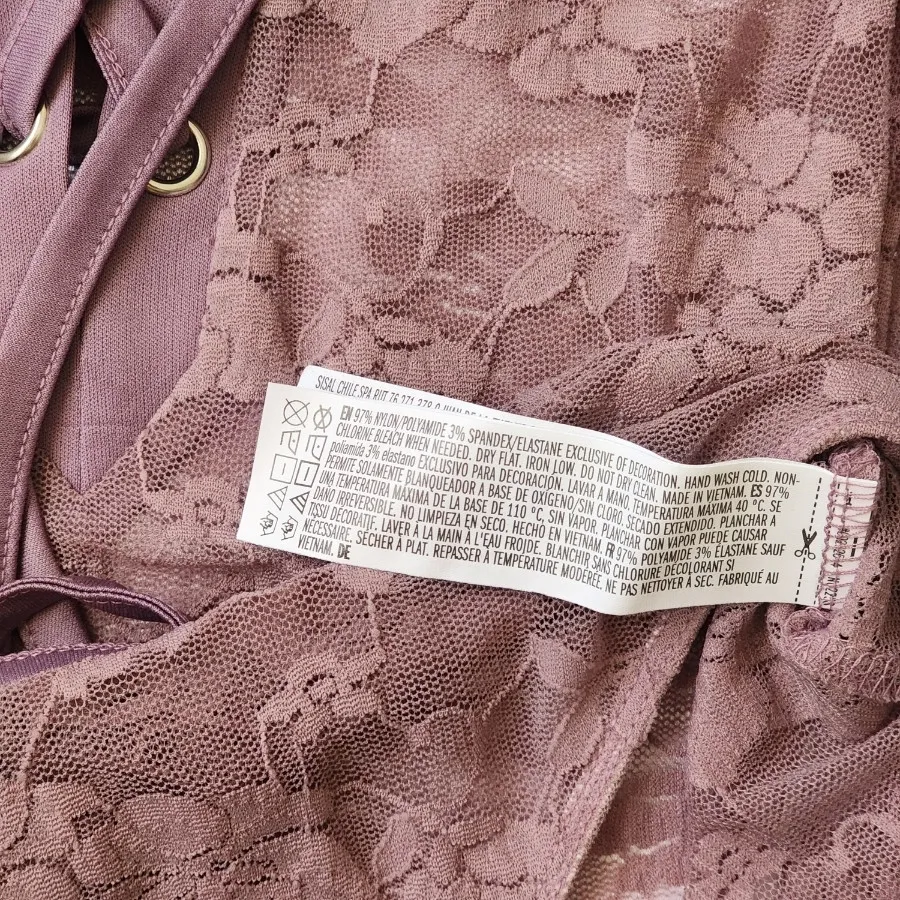 SISAL CHILE SPA RUT 76.271.378-0
EN 97% NYLON/POLYAMIDE 3% SPANDEX/ELASTANE EXCLUSIVE OF DECORATION. HAND WASH COLD. NON-
CHLORINE BLEACH WHEN NEEDED. DRY FLAT. IRON LOW. DO NOT DRY CLEAN. MADE IN VIETNAM. ES 97%
poliamida 3% elastano EXCLUSIVO PARA DECORACIÓN. LAVAR A MANO TEMPERATURA MÁXIMA 40 °C. SE
PERMITE SOLAMENTE BLANQUEADOR A BASE DE OXÍGENO/SIN CLORO. SECADO EXTENDIDO. PLANCHAR A
UNA TEMPERATURA MÁXIMA DE LA BASE DE 110 °C, SIN VAPOR. PLANCHAR CON VAPOR PUEDE CAUSAR
DAÑO IRREVERSIBLE. NO LIMPIEZA EN SECO. HECHO EN VIETNAM. FR 97% POLYAMIDE 3% ÉLASTANE SAUF
TISSU DÉCORATIF. LAVER À LA MAIN À L'EAU FROIDE. BLANCHIR SANS CHLORURE DÉCOLORANT SI
NÉCESSAIRE. SÉCHER À PLAT. REPASSER À TEMPÉRATURE MODÉRÉE. NE PAS NETTOYER À SEC. FABRIQUÉ AU
VIETNAM. DE